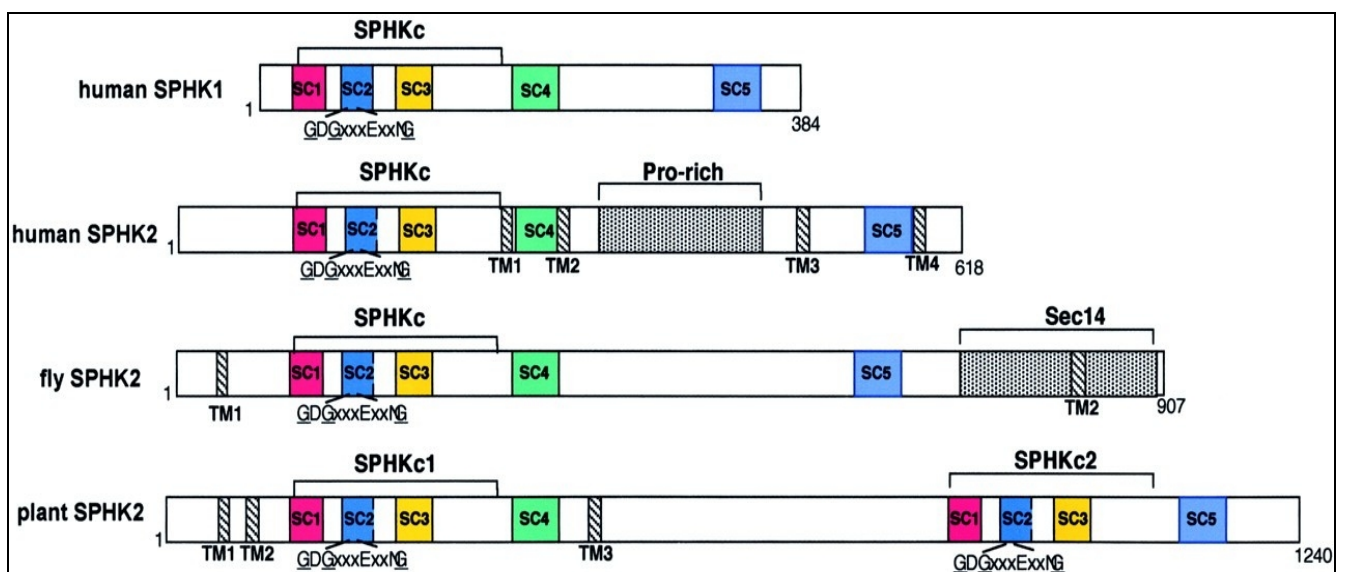 SPHKc
human SPHK1
SC1 SC2 SC3 SC4 SC5
1
384
GDGxxxExxNG
SPHKc
Pro-rich
human SPHK2
SC1 SC2 SC3 SC4 SC5
1
TM1 TM2 TM3 TM4
618
GDGxxxExxNG
SPHKc
Sec14
fly SPHK2
SC1 SC2 SC3 SC4 SC5
1
TM1
TM2
907
GDGxxxExxNG
SPHKc1
SPHKc2
plant SPHK2
SC1 SC2 SC3 SC4 SC1 SC2 SC3 SC5
1
TM1 TM2
TM3
1240
GDGxxxExxNG
GDGxxxExxNG